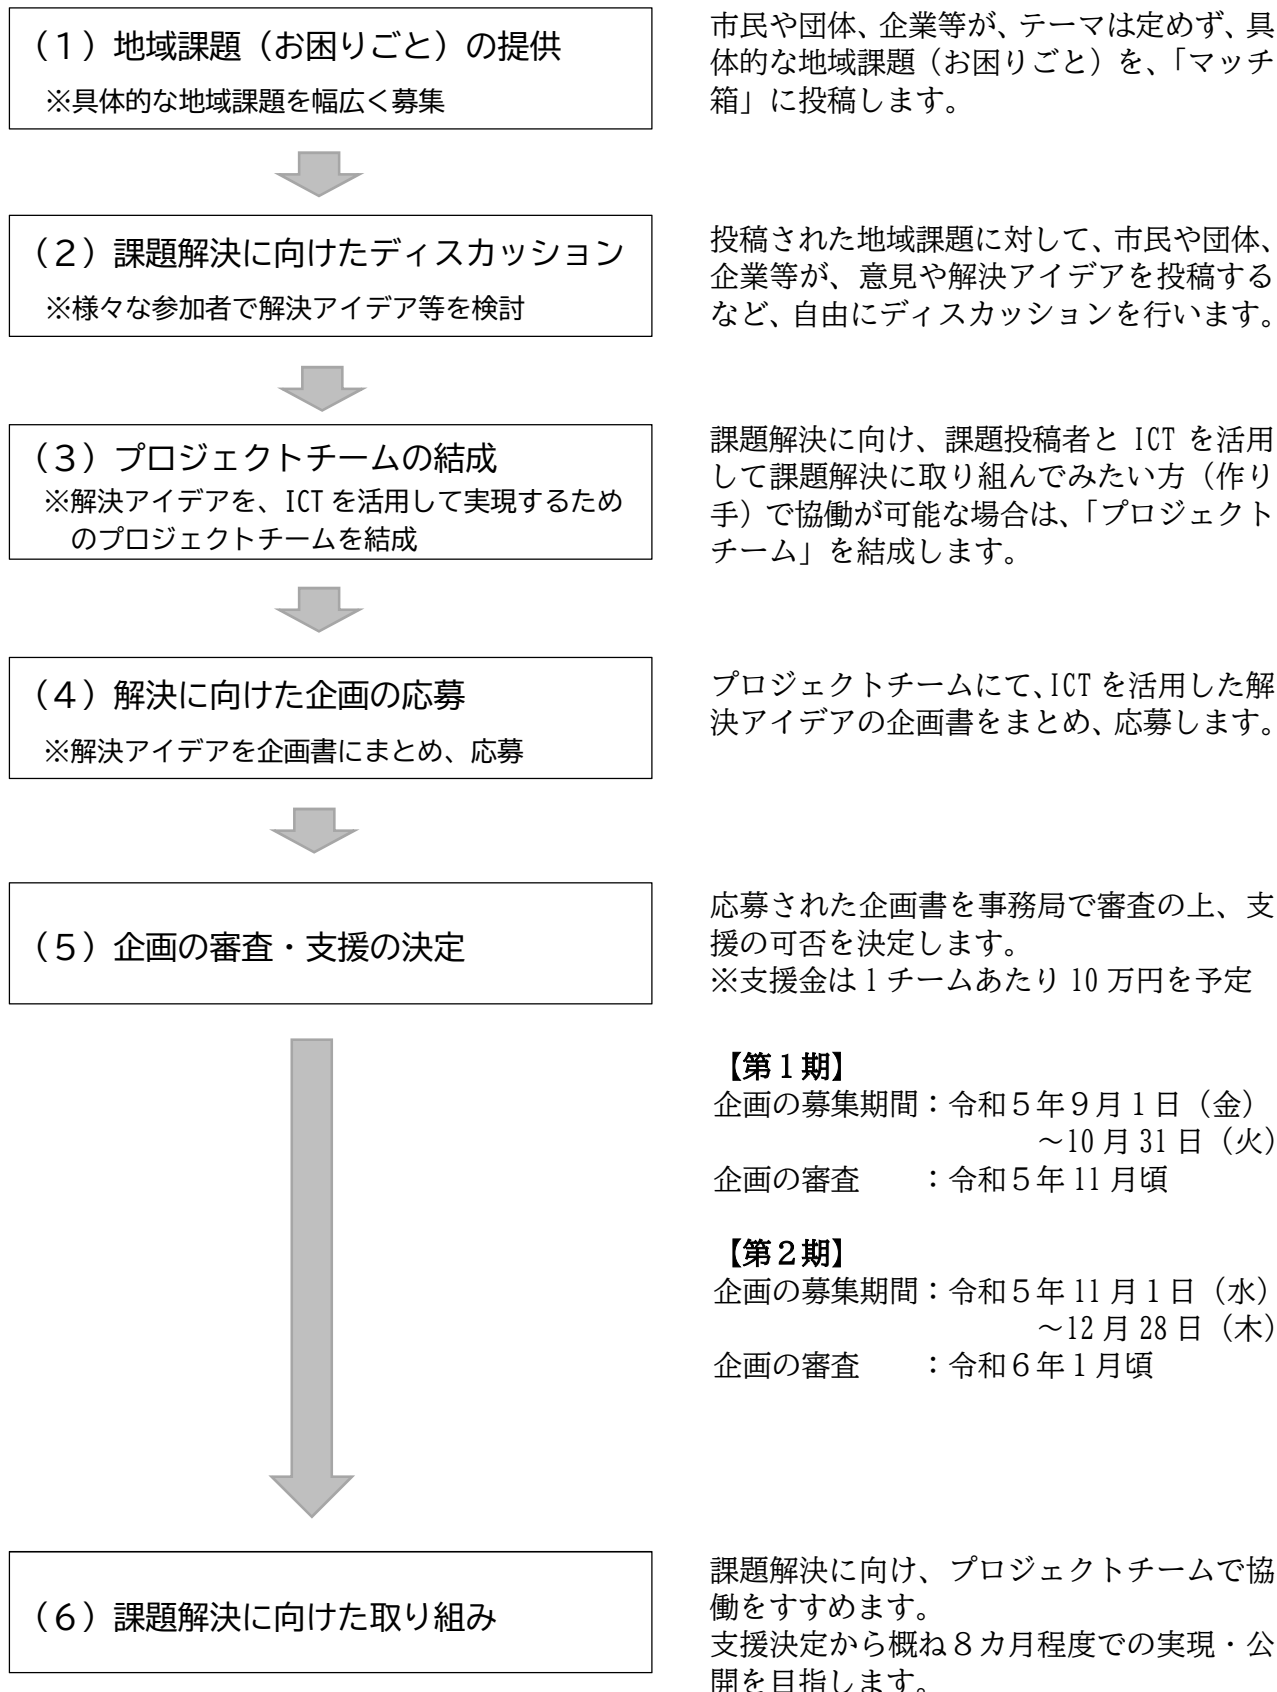 （１）地域課題（お困りごと）の提供
※具体的な地域課題を幅広く募集
市民や団体、企業等が、テーマは定めず、具
体的な地域課題（お困りごと）を、「マッチ
箱」に投稿します。
（２）課題解決に向けたディスカッション
※様々な参加者で解決アイデア等を検討
投稿された地域課題に対して、市民や団体、
企業等が、意見や解決アイデアを投稿する
など、自由にディスカッションを行います。
（３）プロジェクトチームの結成
※解決アイデアを、ICT を活用して実現するため
のプロジェクトチームを結成
課題解決に向け、課題投稿者と ICT を活用
して課題解決に取り組んでみたい方（作り
手）で協働が可能な場合は、「プロジェクト
チーム」を結成します。
（４）解決に向けた企画の応募
※解決アイデアを企画書にまとめ、応募
プロジェクトチームにて、ICT を活用した解
決アイデアの企画書をまとめ、応募します。
（５）企画の審査・支援の決定
応募された企画書を事務局で審査の上、支
援の可否を決定します。
※支援金は１チームあたり 10 万円を予定
【第１期】
企画の募集期間：令和５年９月１日（金）
～10 月 31 日（火）
企画の審査　　：令和５年 11 月頃
【第２期】
企画の募集期間：令和５年 11 月１日（水）
～12 月 28 日（木）
企画の審査　　：令和６年１月頃
（６）課題解決に向けた取り組み
課題解決に向け、プロジェクトチームで協
働をすすめます。
支援決定から概ね８カ月程度での実現・公
開を目指します。